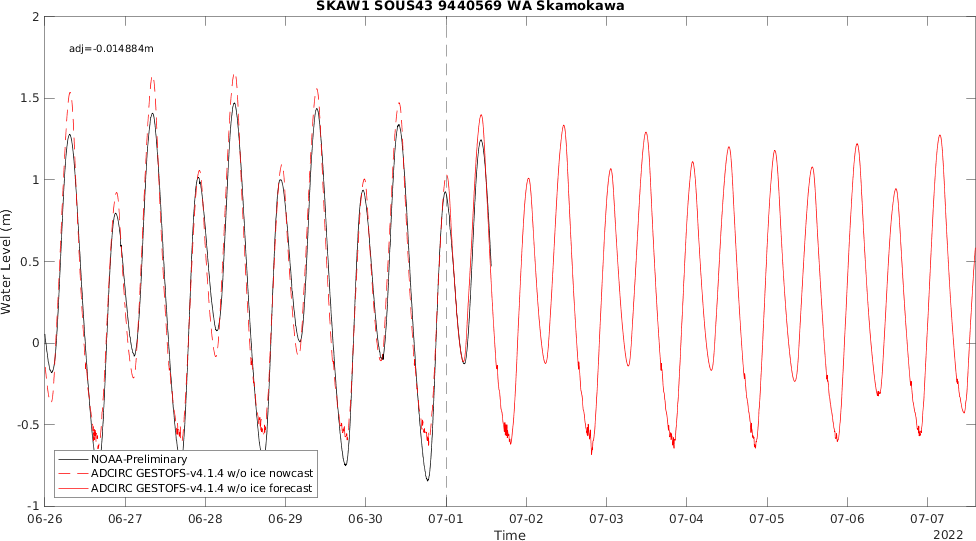 SKAW1 SOUS43 9440569 WA Skamokawa
adj=-0.014884m
Water Level (m)
2
1.5
1
0.5
0
-0.5
-1
NOAA-Preliminary
ADCIRC GESTOFS-v4.1.4 w/o ice nowcast
ADCIRC GESTOFS-v4.1.4 w/o ice forecast
06-26 06-27 06-28 06-29 06-30 07-01 07-02 07-03 07-04 07-05 07-06 07-07
Time
2022